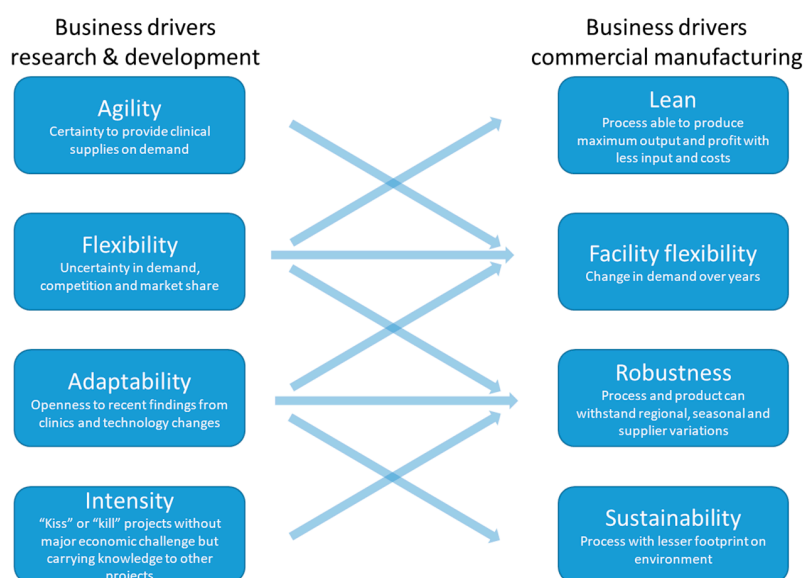 Business drivers
research & development
Business drivers
commercial manufacturing
Agility
Certainty to provide clinical
supplies on demand
Lean
Process able to produce
maximum output and profit with
less input and costs
Flexibility
Uncertainty in demand,
competition and market share
Facility flexibility
Change in demand over years
Adaptability
Openness to recent findings from
clinics and technology changes
Robustness
Process and product can
withstand regional, seasonal and
supplier variations
Intensity
“Kiss” or “kill” projects without
major economic challenge but
carrying knowledge to other
projects
Sustainability
Process with lesser footprint on
environment